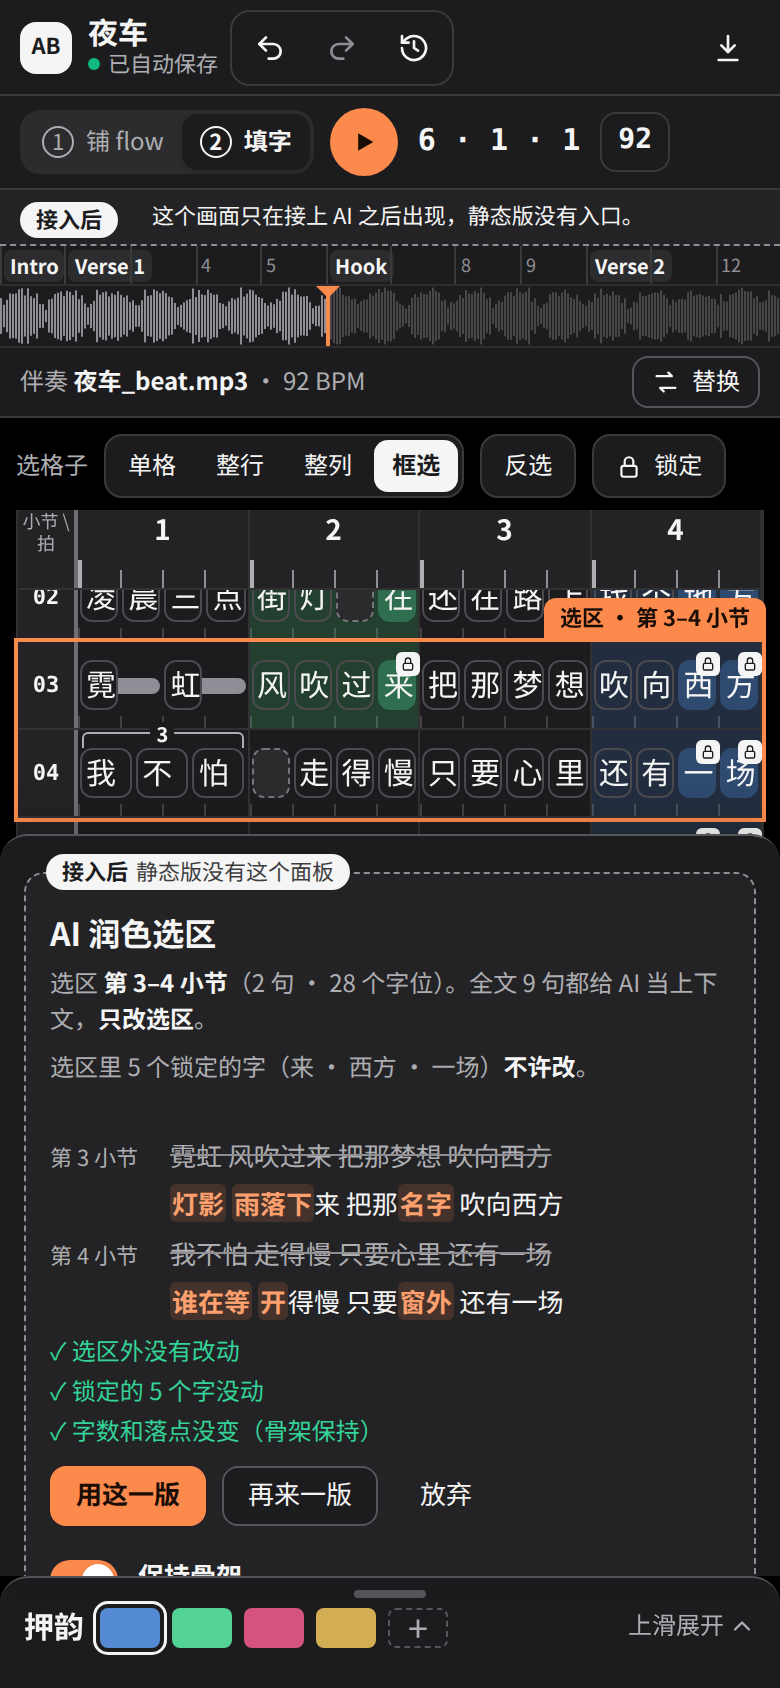 AB 夜车
已自动保存
1 铺 flow 2 填字 6 · 1 · 1 92
接入后 这个画面只在接上 AI 之后出现，静态版没有入口。
Intro Verse 1 4 5 Hook 8 9 Verse 2 12
伴奏 夜车_beat.mp3 · 92 BPM 替换
选格子 单格 整行 整列 框选 反选 锁定
小节 \ 拍 1 2 3 4
02 凌 晨 三 点 街 灯 在 还 在 路
选区 · 第 3–4 小节
03 霓 虹 风 吹 过 来 把 那 梦 想 吹 向 西 方
3
04 我 不 怕 走 得 慢 只 要 心 里 还 有 一 场
接入后 静态版没有这个面板
AI 润色选区
选区 第 3–4 小节（2 句 · 28 个字位）。全文 9 句都给 AI 当上下
文，只改选区。
选区里 5 个锁定的字（来 · 西方 · 一场）不许改。
第 3 小节 霓虹 风吹过来 把那梦想 吹向西方
灯影 雨落下来 把那名字 吹向西方
第 4 小节 我不怕 走得慢 只要心里 还有一场
谁在等 开得慢 只要窗外 还有一场
✓ 选区外没有改动
✓ 锁定的 5 个字没动
✓ 字数和落点没变（骨架保持）
用这一版 再来一版 放弃
保持骨架
押韵 + 上滑展开